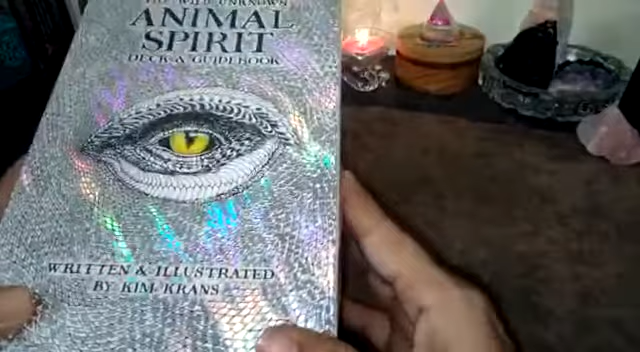 THE WILD UNKNOWN
ANIMAL
SPIRIT
DECK & GUIDEBOOK
WRITTEN & ILLUSTRATED
BY KIM KRANS